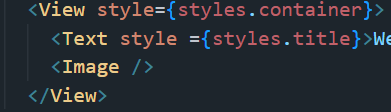 <View style={styles.container}>
<Text style ={styles.title}>We
<Image />
</View>